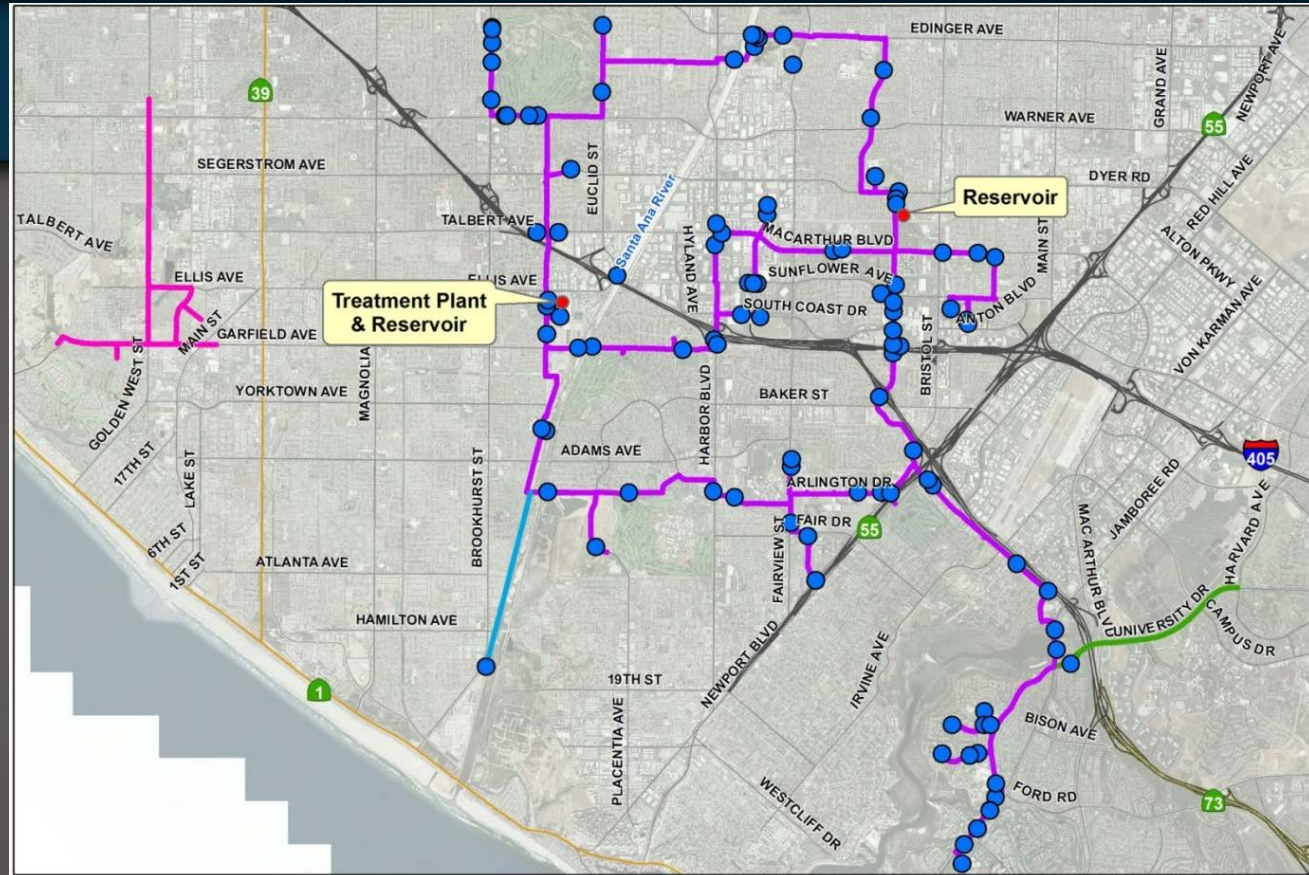 EDINGER AVE
GRAND AVE
NEWPORT AVE
39
WARNER AVE
55
SEGERSTROM AVE
EUCLID ST
DYER RD
RED HILL AVE
Reservoir
TALBERT AVE
TALBERT AVE
Santa Ana River
HYLAND AVE
MACARTHUR BLVD
MAIN ST
ALTON PKWY
ELLIS AVE
ELLIS AVE
SUNFLOWER AVE
Treatment Plant
& Reservoir
SOUTH COAST DR
ANTON BLVD
VON KARMAN AVE
MAIN ST
GARFIELD AVE
BRISTOL ST
GOLDEN WEST ST
MAGNOLIA
YORKTOWN AVE
HARBOR BLVD
BAKER ST
17TH ST
LAKE ST
ADAMS AVE
405
BROOKHURST ST
ARLINGTON DR
JAMBOREE RD
HARVARD AVE
6TH ST
1ST ST
FAIRVIEW ST
FAIR DR
55
MAC ARTHUR BLVD
ATLANTA AVE
UNIVERSITY DR
CAMPUS DR
HAMILTON AVE
NEWPORT BLVD
IRVINE AVE
1
19TH ST
PLACENTIA AVE
BISON AVE
WESTCLIFF DR
FORD RD
73